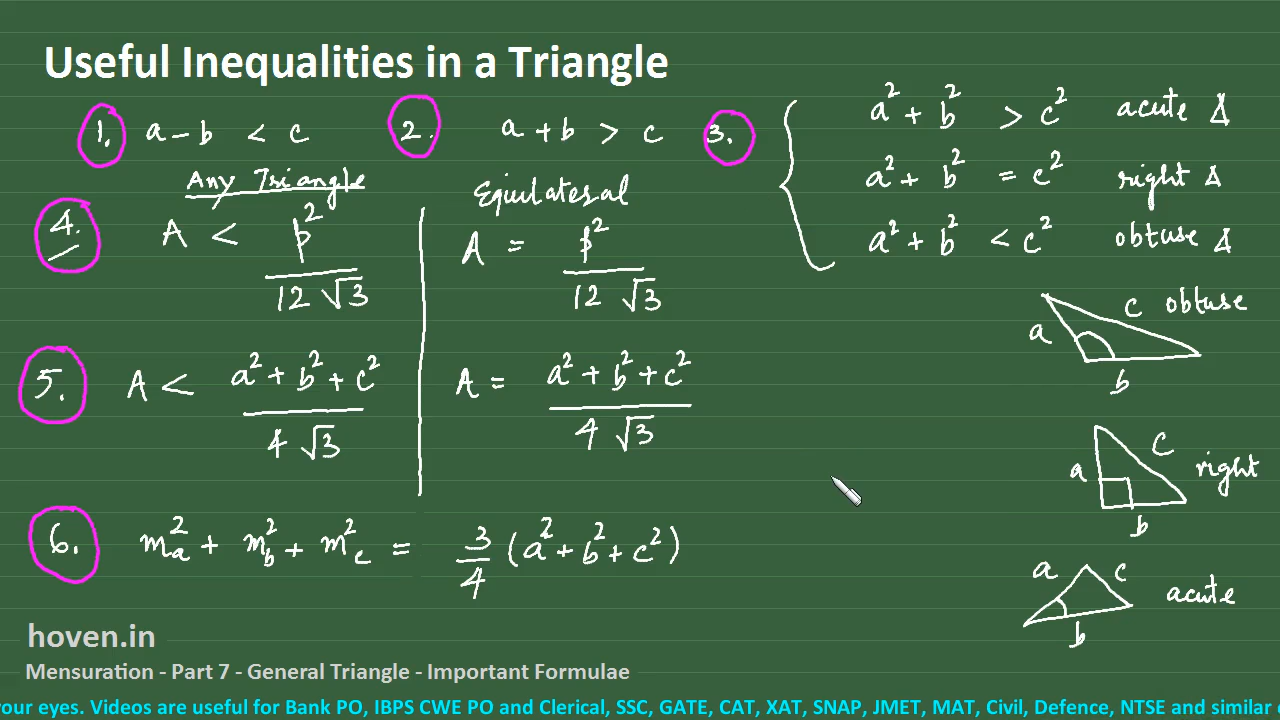 Useful Inequalities in a Triangle
1. a - b < c
2. a + b > c
3. a² + b² > c² acute Δ
a² + b² = c² right Δ
a² + b² < c² obtuse Δ
Any Triangle
Equilateral
4. A < p² / 12 √3
A = p² / 12 √3
5. A < a² + b² + c² / 4 √3
A = a² + b² + c² / 4 √3
6. m²a + m²b + m²c = 3/4 (a² + b² + c²)
c obtuse
a
b
c
a right
b
a c
acute
b
hoven.in
Mensuration - Part 7 - General Triangle - Important Formulae
your eyes. Videos are useful for Bank PO, IBPS CWE PO and Clerical, SSC, GATE, CAT, XAT, SNAP, JMET, MAT, Civil, Defence, NTSE and similar